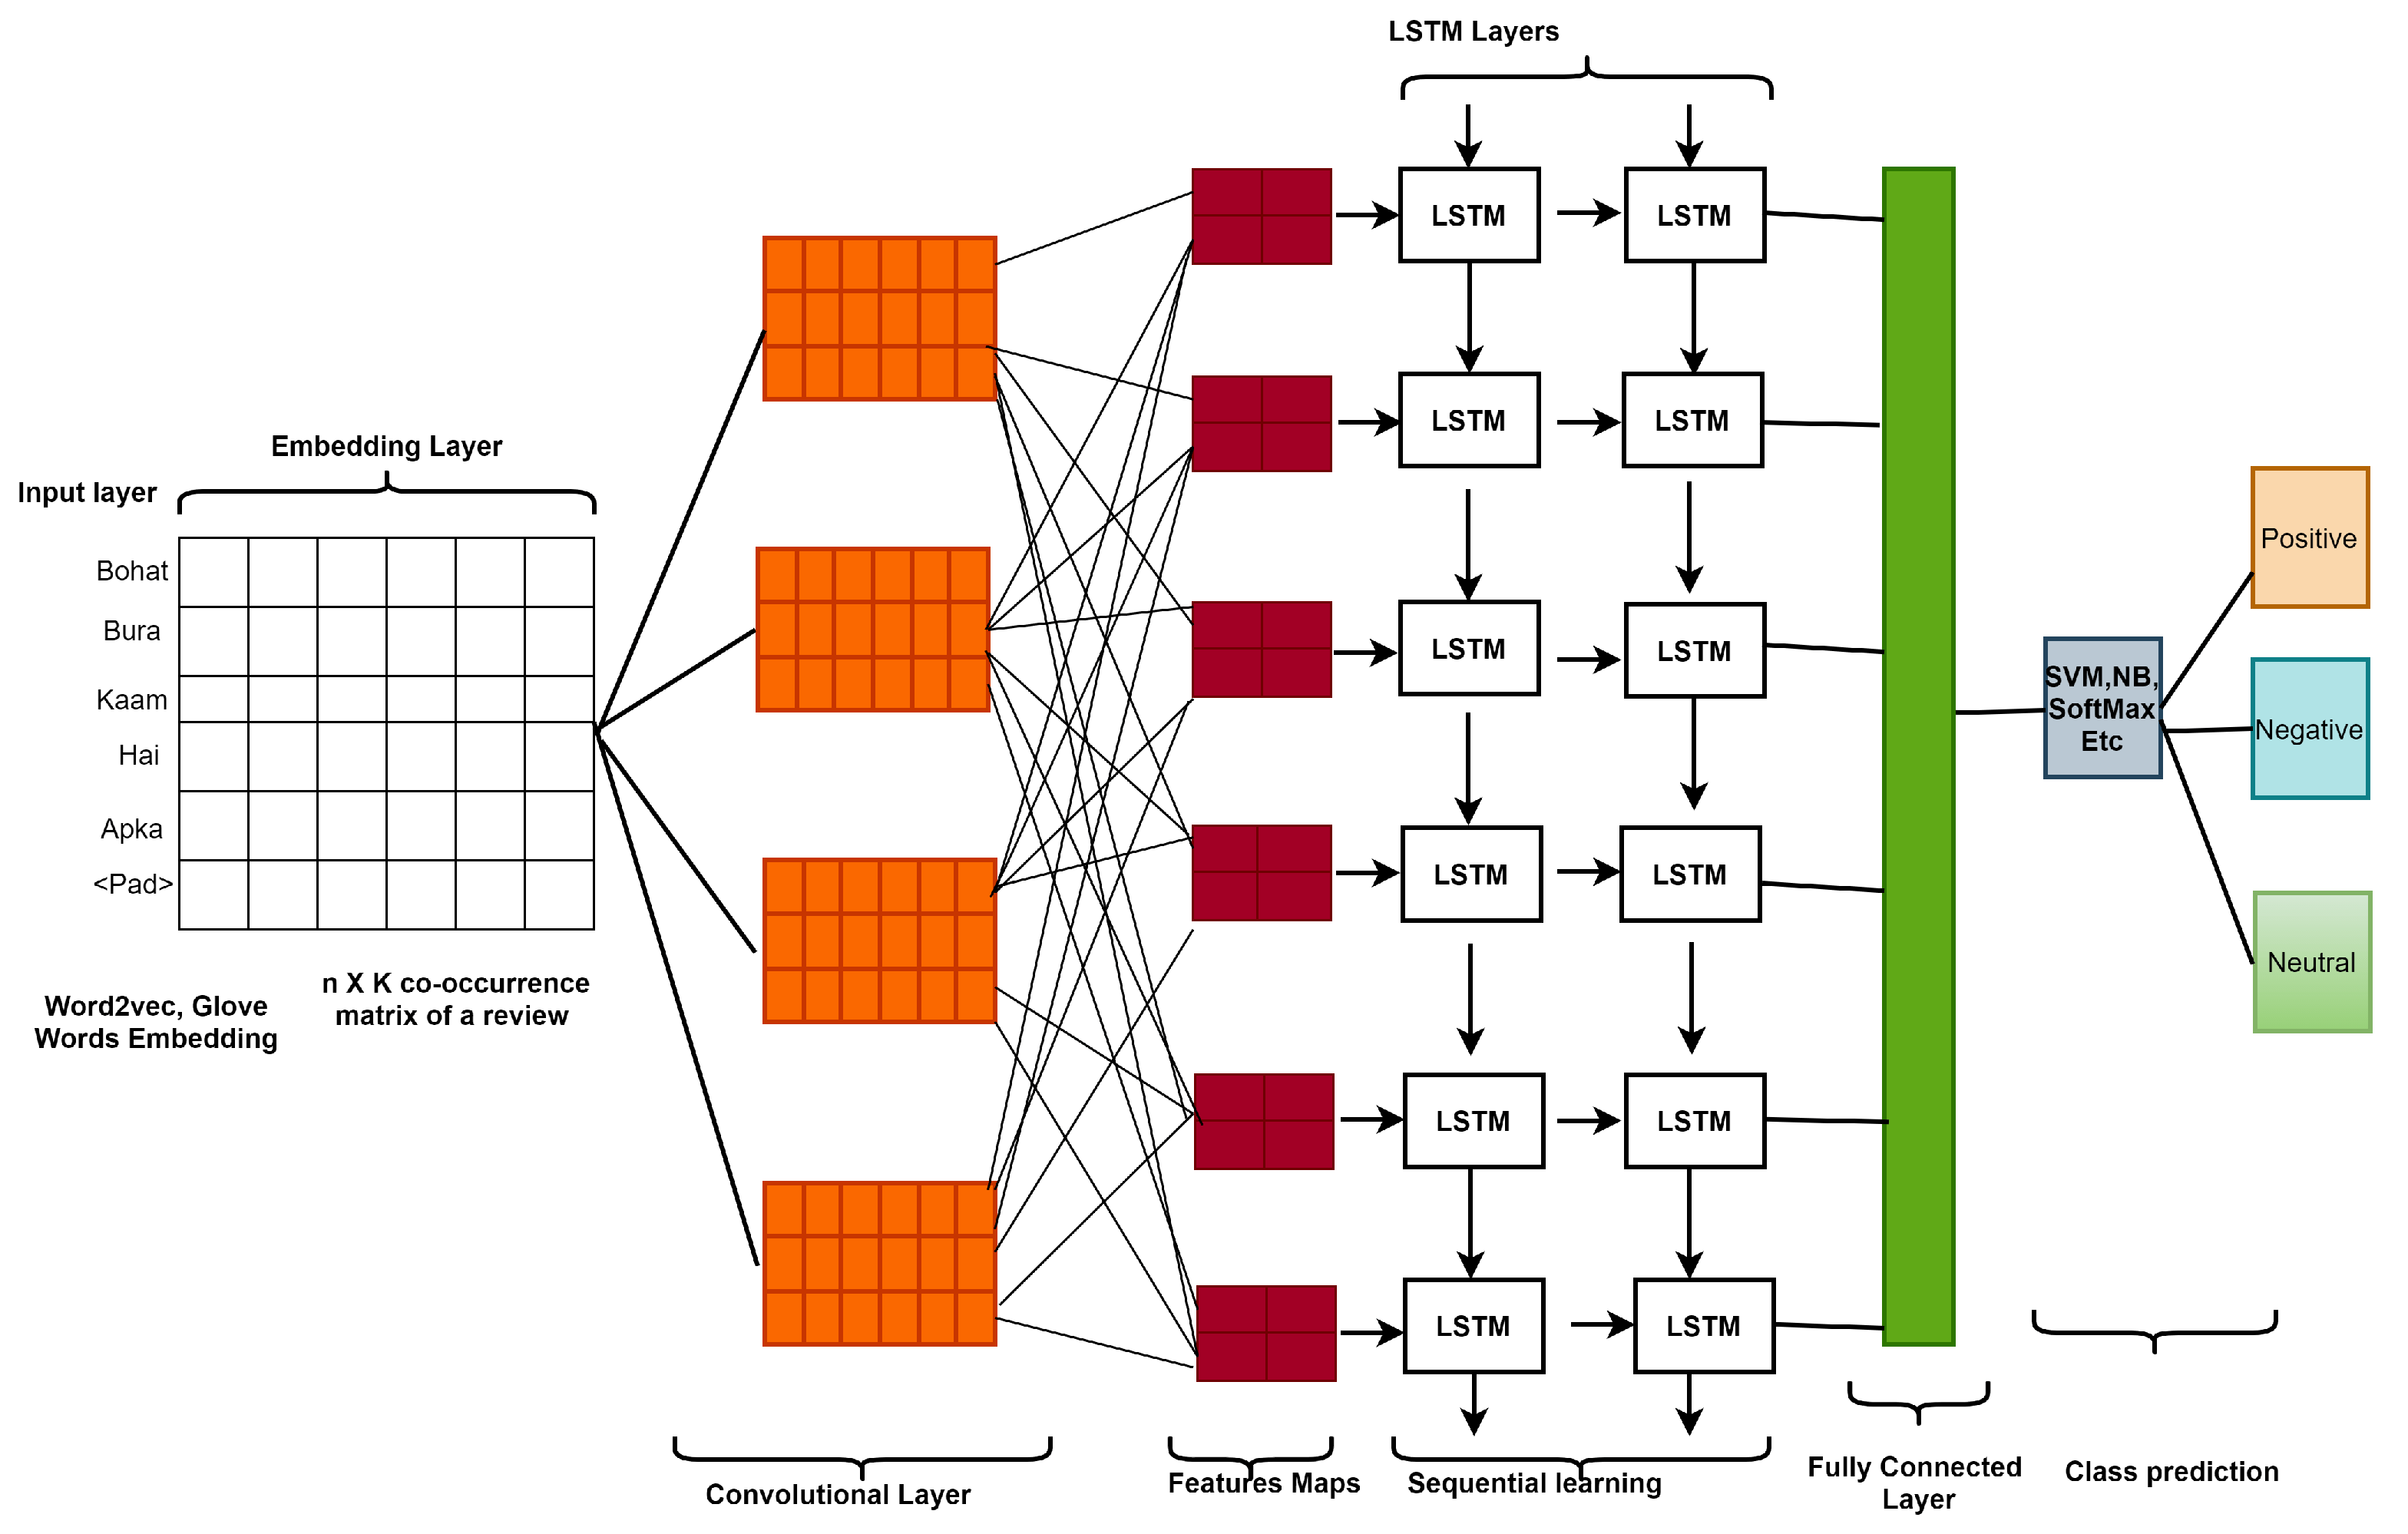 LSTM Layers
Embedding Layer
Input layer
Bohat
Bura
Kaam
Hai
Apka
<Pad>
Word2vec, Glove
Words Embedding
n X K co-occurrence
matrix of a review
LSTM
LSTM
LSTM
LSTM
LSTM
LSTM
LSTM
LSTM
LSTM
LSTM
LSTM
LSTM
SVM,NB,
SoftMax
Etc
Positive
Negative
Neutral
Convolutional Layer
Features Maps
Sequential learning
Fully Connected
Layer
Class prediction